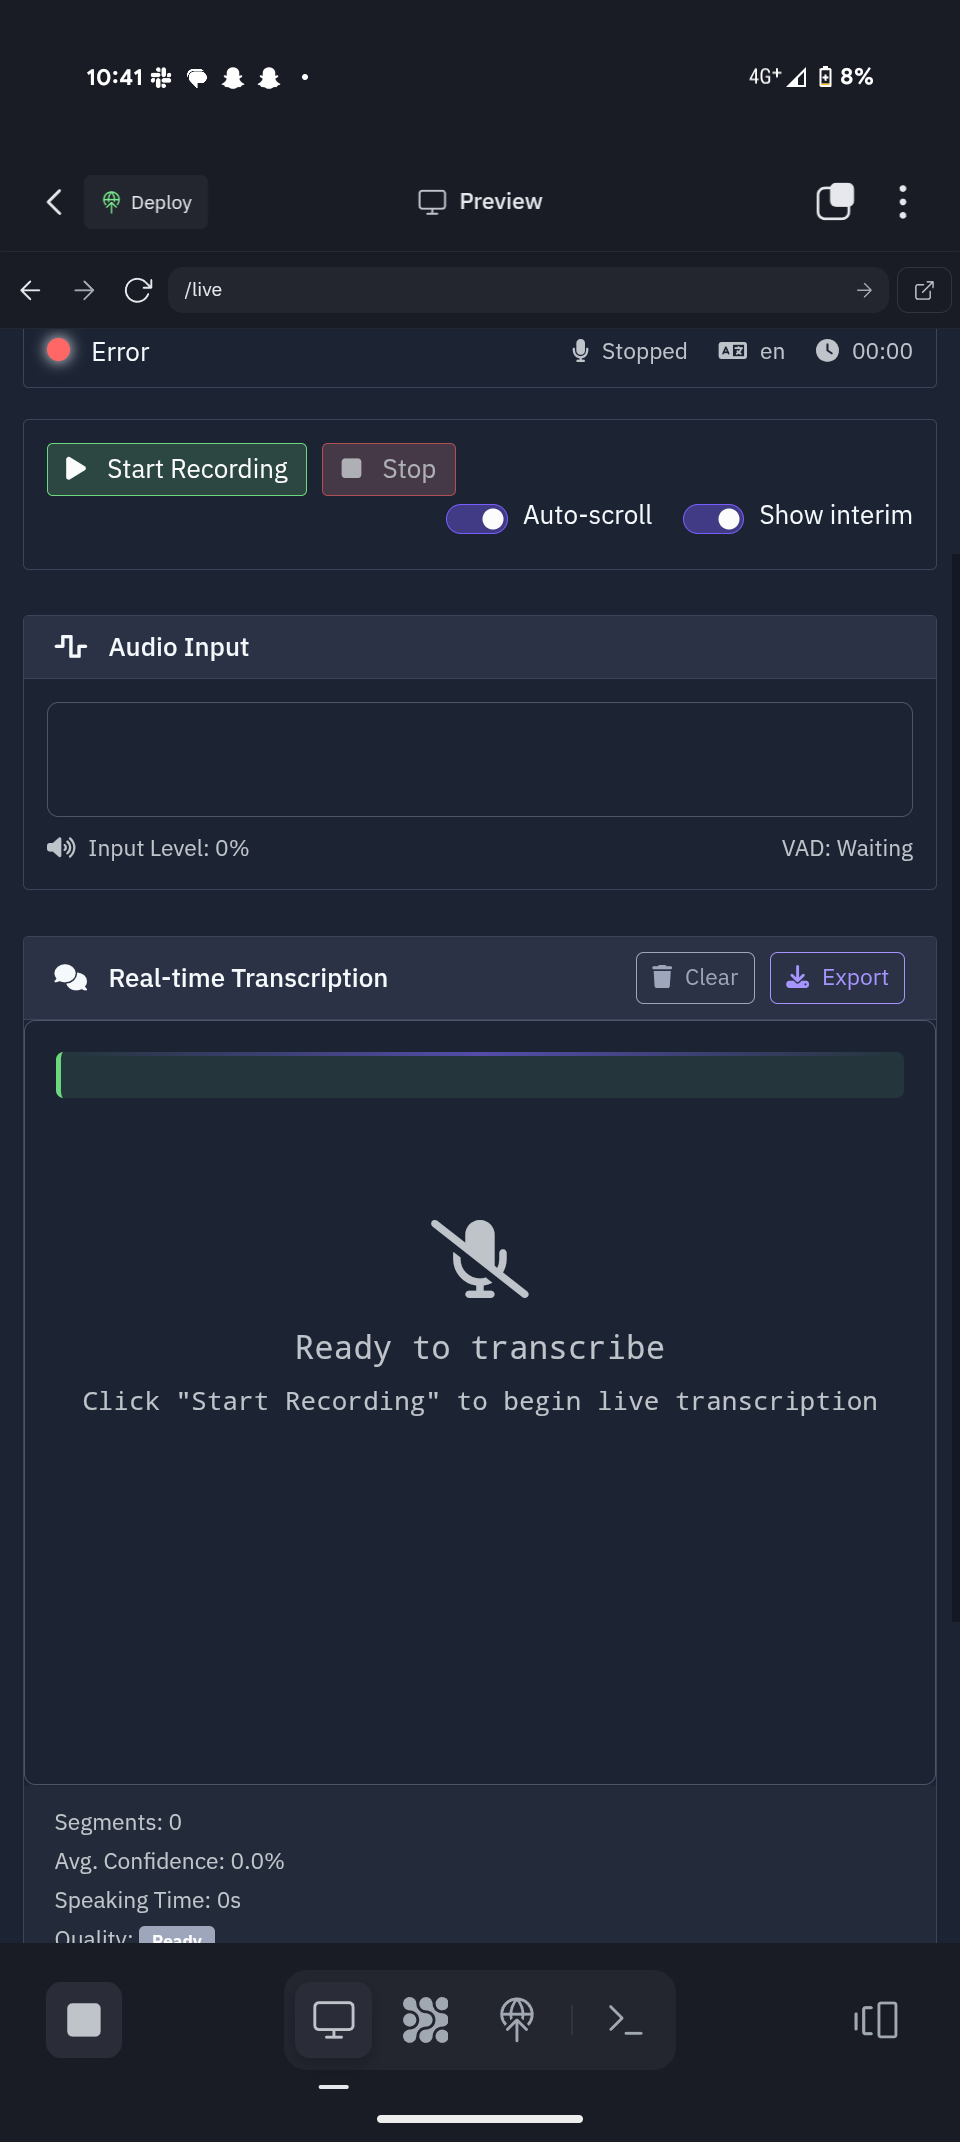 10:41
4G+ 8%
Deploy
Preview
/live
Error
Stopped
en
00:00
Start Recording
Stop
Auto-scroll
Show interim
Audio Input
Input Level: 0%
VAD: Waiting
Real-time Transcription
Clear
Export
Ready to transcribe
Click "Start Recording" to begin live transcription
Segments: 0
Avg. Confidence: 0.0%
Speaking Time: 0s
Quality: Ready